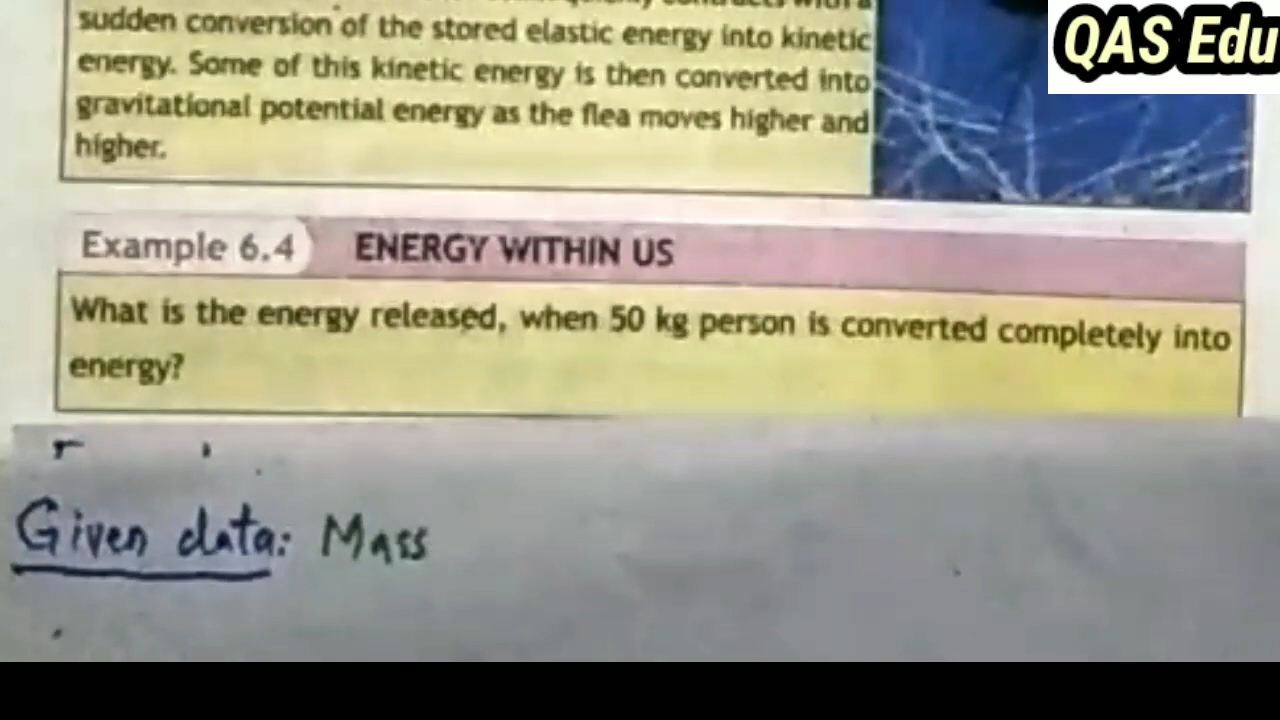 QAS Edu
sudden conversion of the stored elastic energy into kinetic
energy. Some of this kinetic energy is then converted into
gravitational potential energy as the flea moves higher and
higher.
Example 6.4 ENERGY WITHIN US
What is the energy released, when 50 kg person is converted completely into
energy?
Given data: Mass